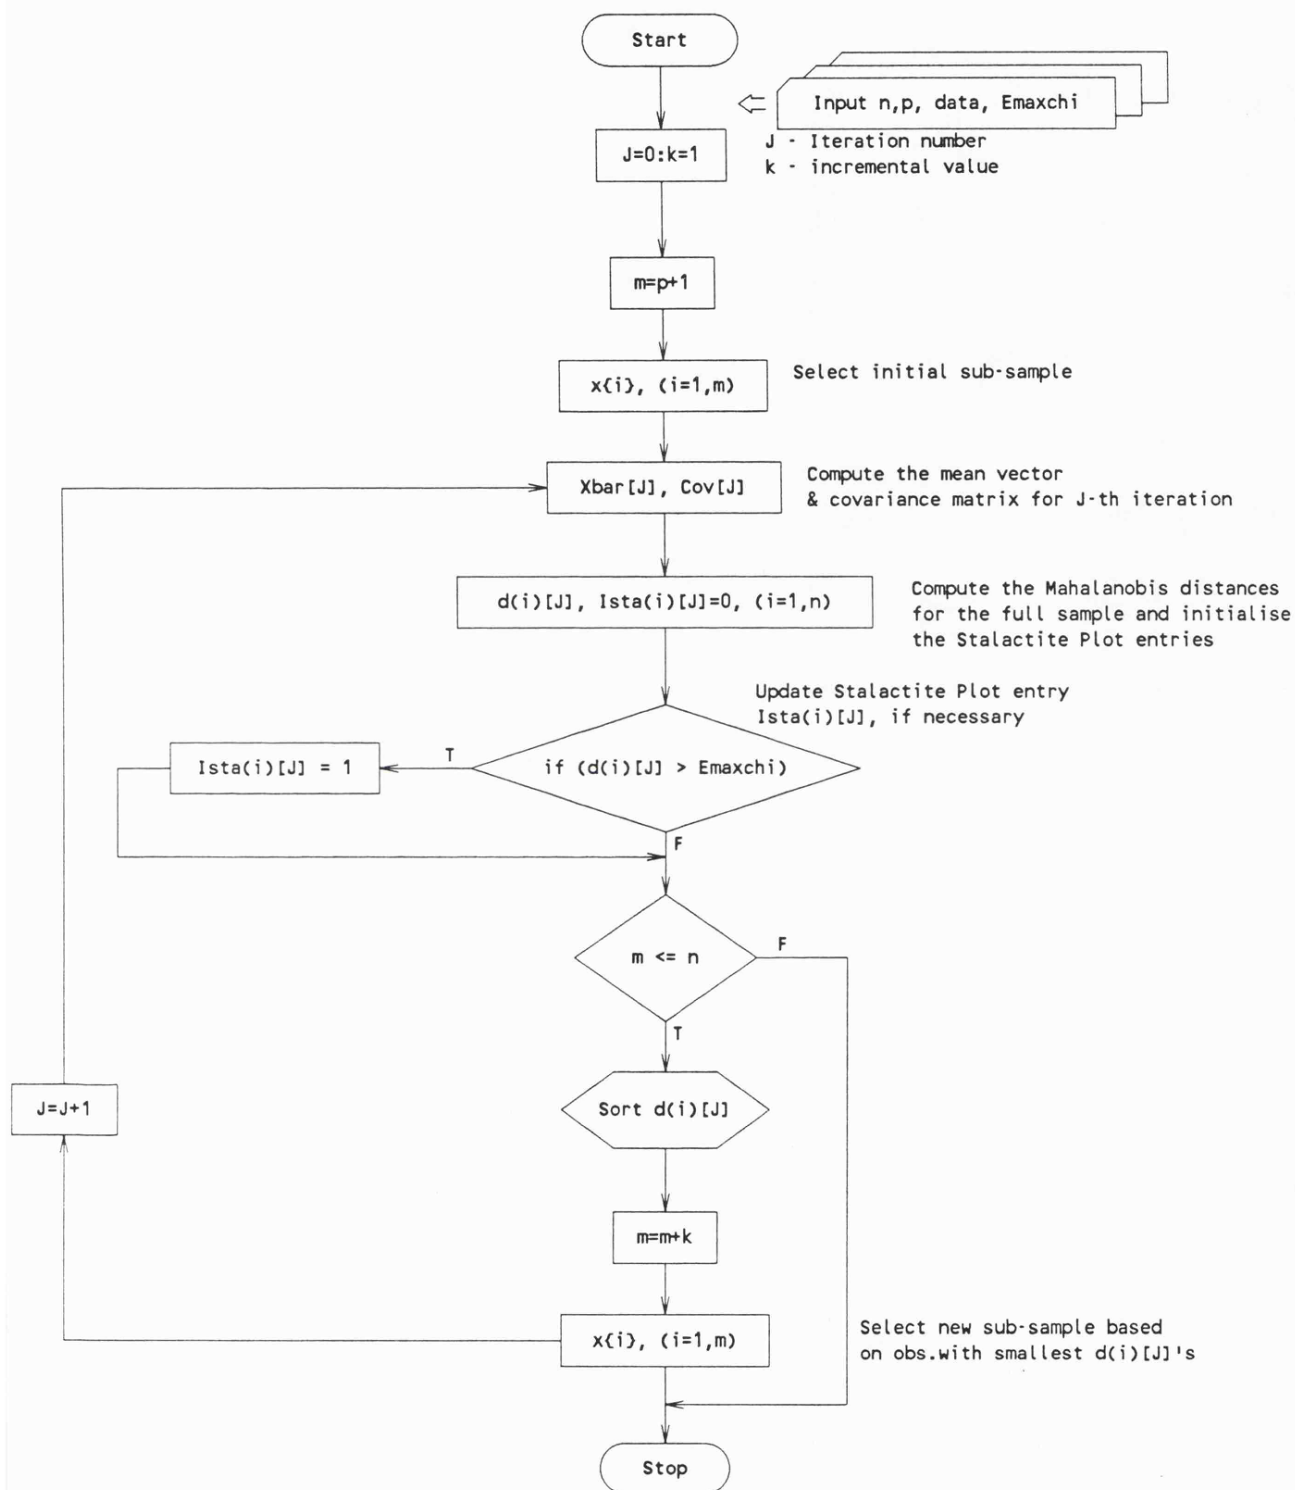 Start
Input n,p, data, Emaxchi
J=0:k=1
J - Iteration number
k - incremental value
m=p+1
x{i}, (i=1,m)
Select initial sub-sample
Xbar[J], Cov[J]
Compute the mean vector
& covariance matrix for J-th iteration
d(i)[J], Ista(i)[J]=0, (i=1,n)
Compute the Mahalanobis distances
for the full sample and initialise
the Stalactite Plot entries
Update Stalactite Plot entry
Ista(i)[J], if necessary
Ista(i)[J] = 1
T
if (d(i)[J] > Emaxchi)
F
m <= n
F
T
J=J+1
Sort d(i)[J]
m=m+k
x{i}, (i=1,m)
Select new sub-sample based
on obs.with smallest d(i)[J]'s
Stop